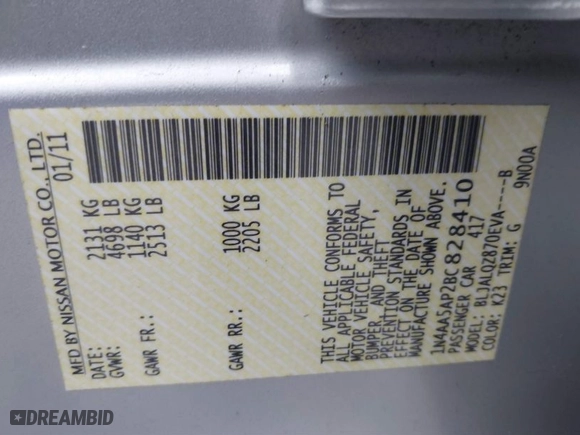 MFD BY NISSAN MOTOR CO., LTD.
DATE: 01/11
GVWR: 2131 KG
4698 LB
GAWR FR.: 1140 KG
2513 LB
GAWR RR.: 1000 KG
2205 LB
THIS VEHICLE CONFORMS TO
ALL APPLICABLE FEDERAL
MOTOR VEHICLE SAFETY,
BUMPER, AND THEFT
PREVENTION STANDARDS IN
EFFECT ON THE DATE OF
MANUFACTURE SHOWN ABOVE.
1N4AA5AP2BC828410
PASSENGER CAR 417
MODEL: BLJALQ2870EVA----B
COLOR: K23 TRIM: G 9N00A
DREAMBID